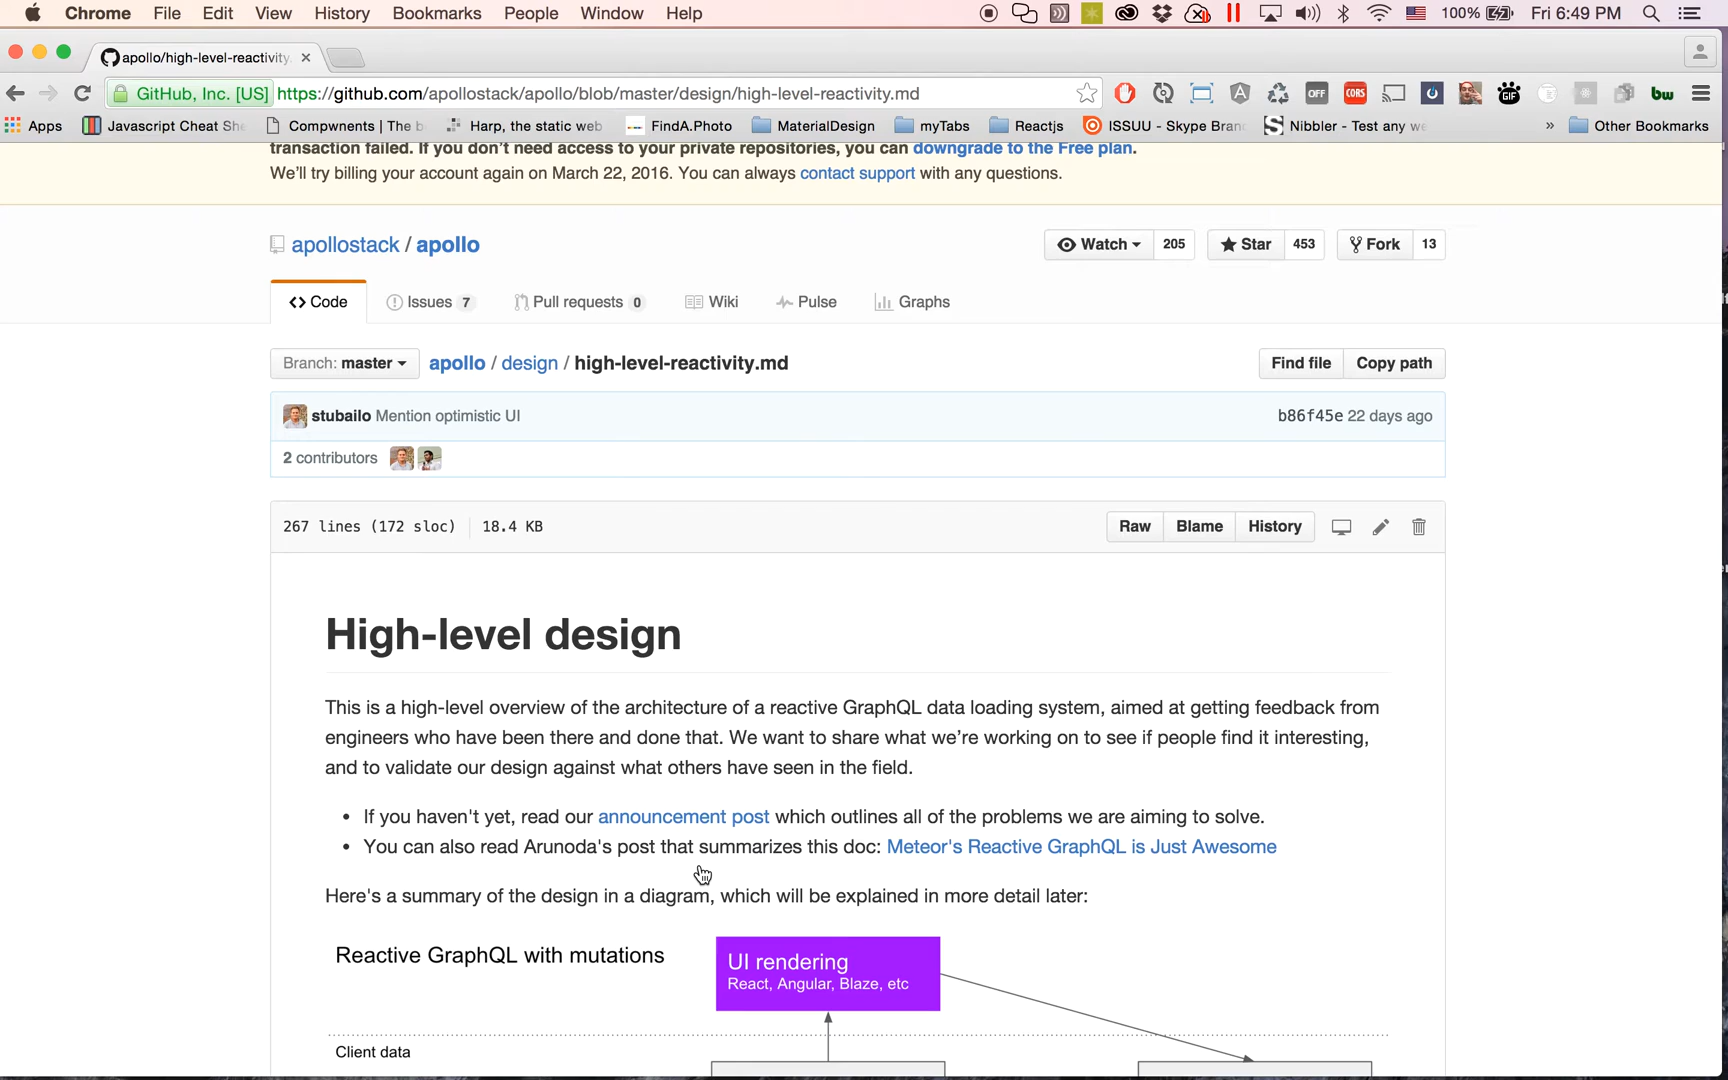 Chrome File Edit View History Bookmarks People Window Help 100% Fri 6:49 PM
apollo/high-level-reactivity.
GitHub, Inc. [US] https://github.com/apollostack/apollo/blob/master/design/high-level-reactivity.md OFF CORS GIF bw
Apps Javascript Cheat She Compwnents | The b Harp, the static web FindA.Photo MaterialDesign myTabs Reactjs ISSUU - Skype Bran Nibbler - Test any we » Other Bookmarks
transaction failed. If you don't need access to your private repositories, you can downgrade to the Free plan.
We'll try billing your account again on March 22, 2016. You can always contact support with any questions.
apollostack / apollo Watch 205 Star 453 Fork 13
Code Issues 7 Pull requests 0 Wiki Pulse Graphs
Branch: master apollo / design / high-level-reactivity.md Find file Copy path
stubailo Mention optimistic UI b86f45e 22 days ago
2 contributors
267 lines (172 sloc) 18.4 KB Raw Blame History
High-level design
This is a high-level overview of the architecture of a reactive GraphQL data loading system, aimed at getting feedback from
engineers who have been there and done that. We want to share what we're working on to see if people find it interesting,
and to validate our design against what others have seen in the field.
• If you haven't yet, read our announcement post which outlines all of the problems we are aiming to solve.
• You can also read Arunoda's post that summarizes this doc: Meteor's Reactive GraphQL is Just Awesome
Here's a summary of the design in a diagram, which will be explained in more detail later:
Reactive GraphQL with mutations
UI rendering
React, Angular, Blaze, etc
Client data